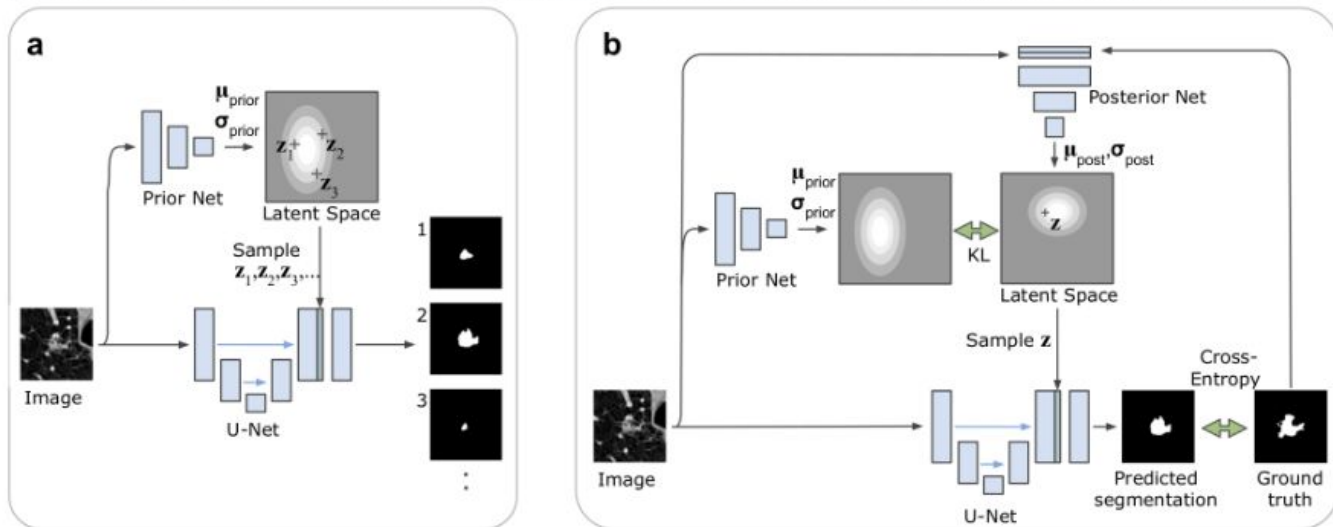 a
μprior
σprior
z1
z2
z3
Prior Net
Latent Space
Sample
z1,z2,z3,...
Image
U-Net
1
2
3
⋮
b
Posterior Net
μpost,σpost
μprior
σprior
z
KL
Prior Net
Latent Space
Sample z
Cross-
Entropy
Image
U-Net
Predicted
segmentation
Ground
truth